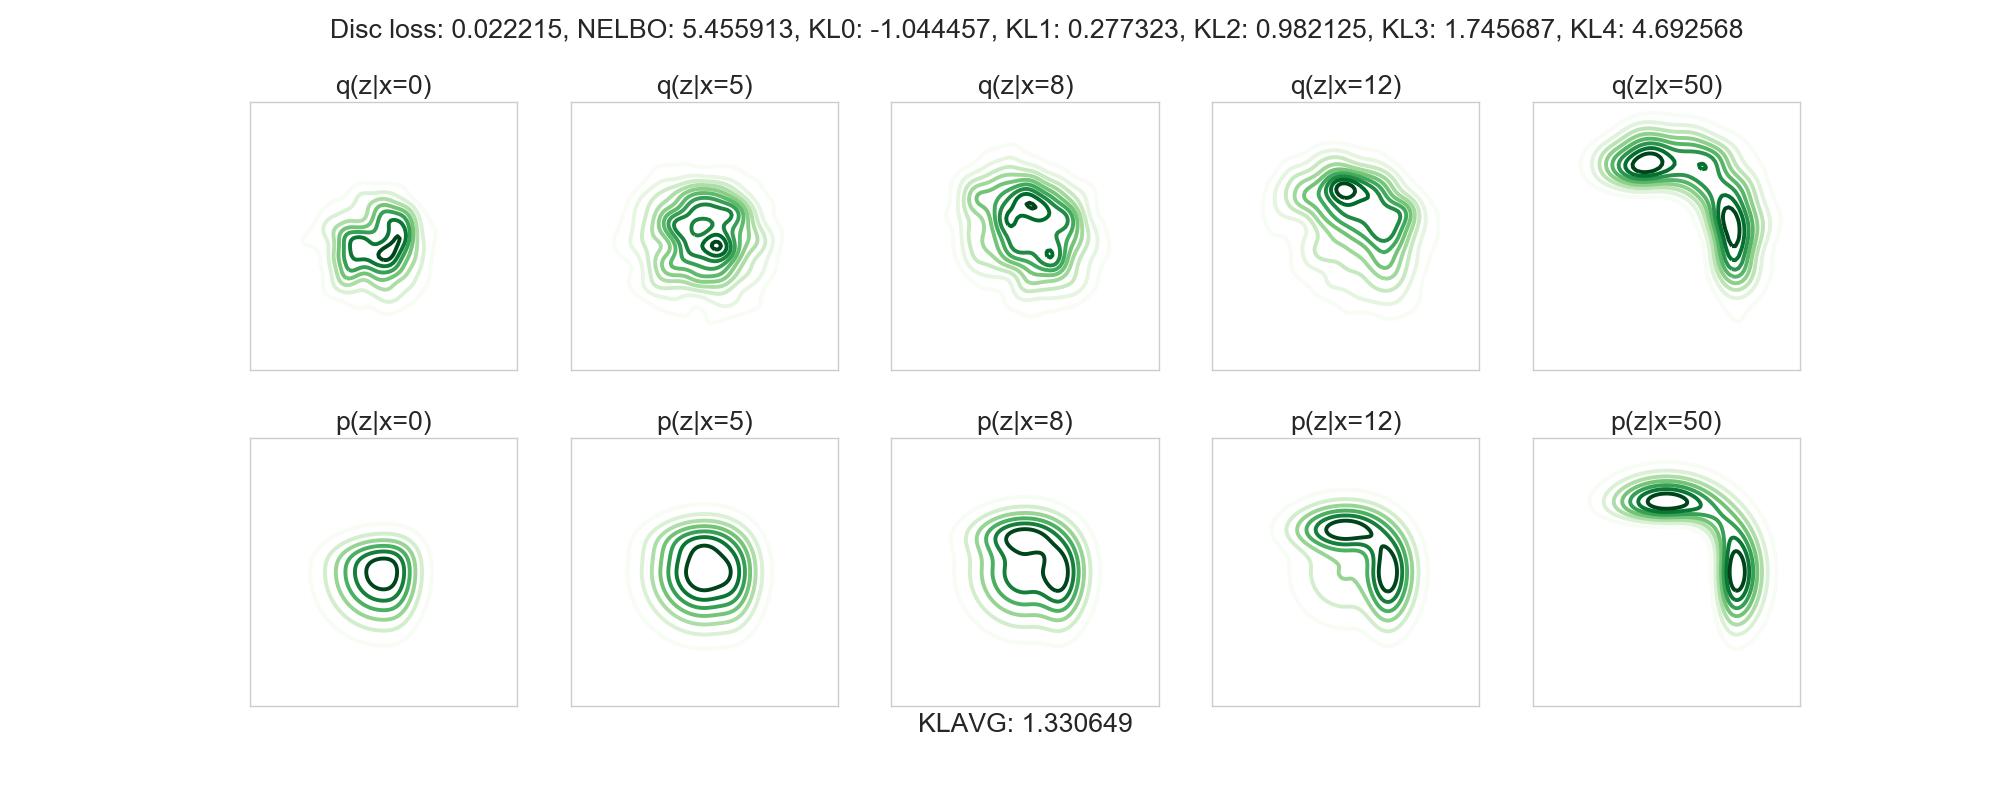 Disc loss: 0.022215, NELBO: 5.455913, KL0: -1.044457, KL1: 0.277323, KL2: 0.982125, KL3: 1.745687, KL4: 4.692568
q(z|x=0) q(z|x=5) q(z|x=8) q(z|x=12) q(z|x=50)
p(z|x=0) p(z|x=5) p(z|x=8) p(z|x=12) p(z|x=50)
KLAVG: 1.330649